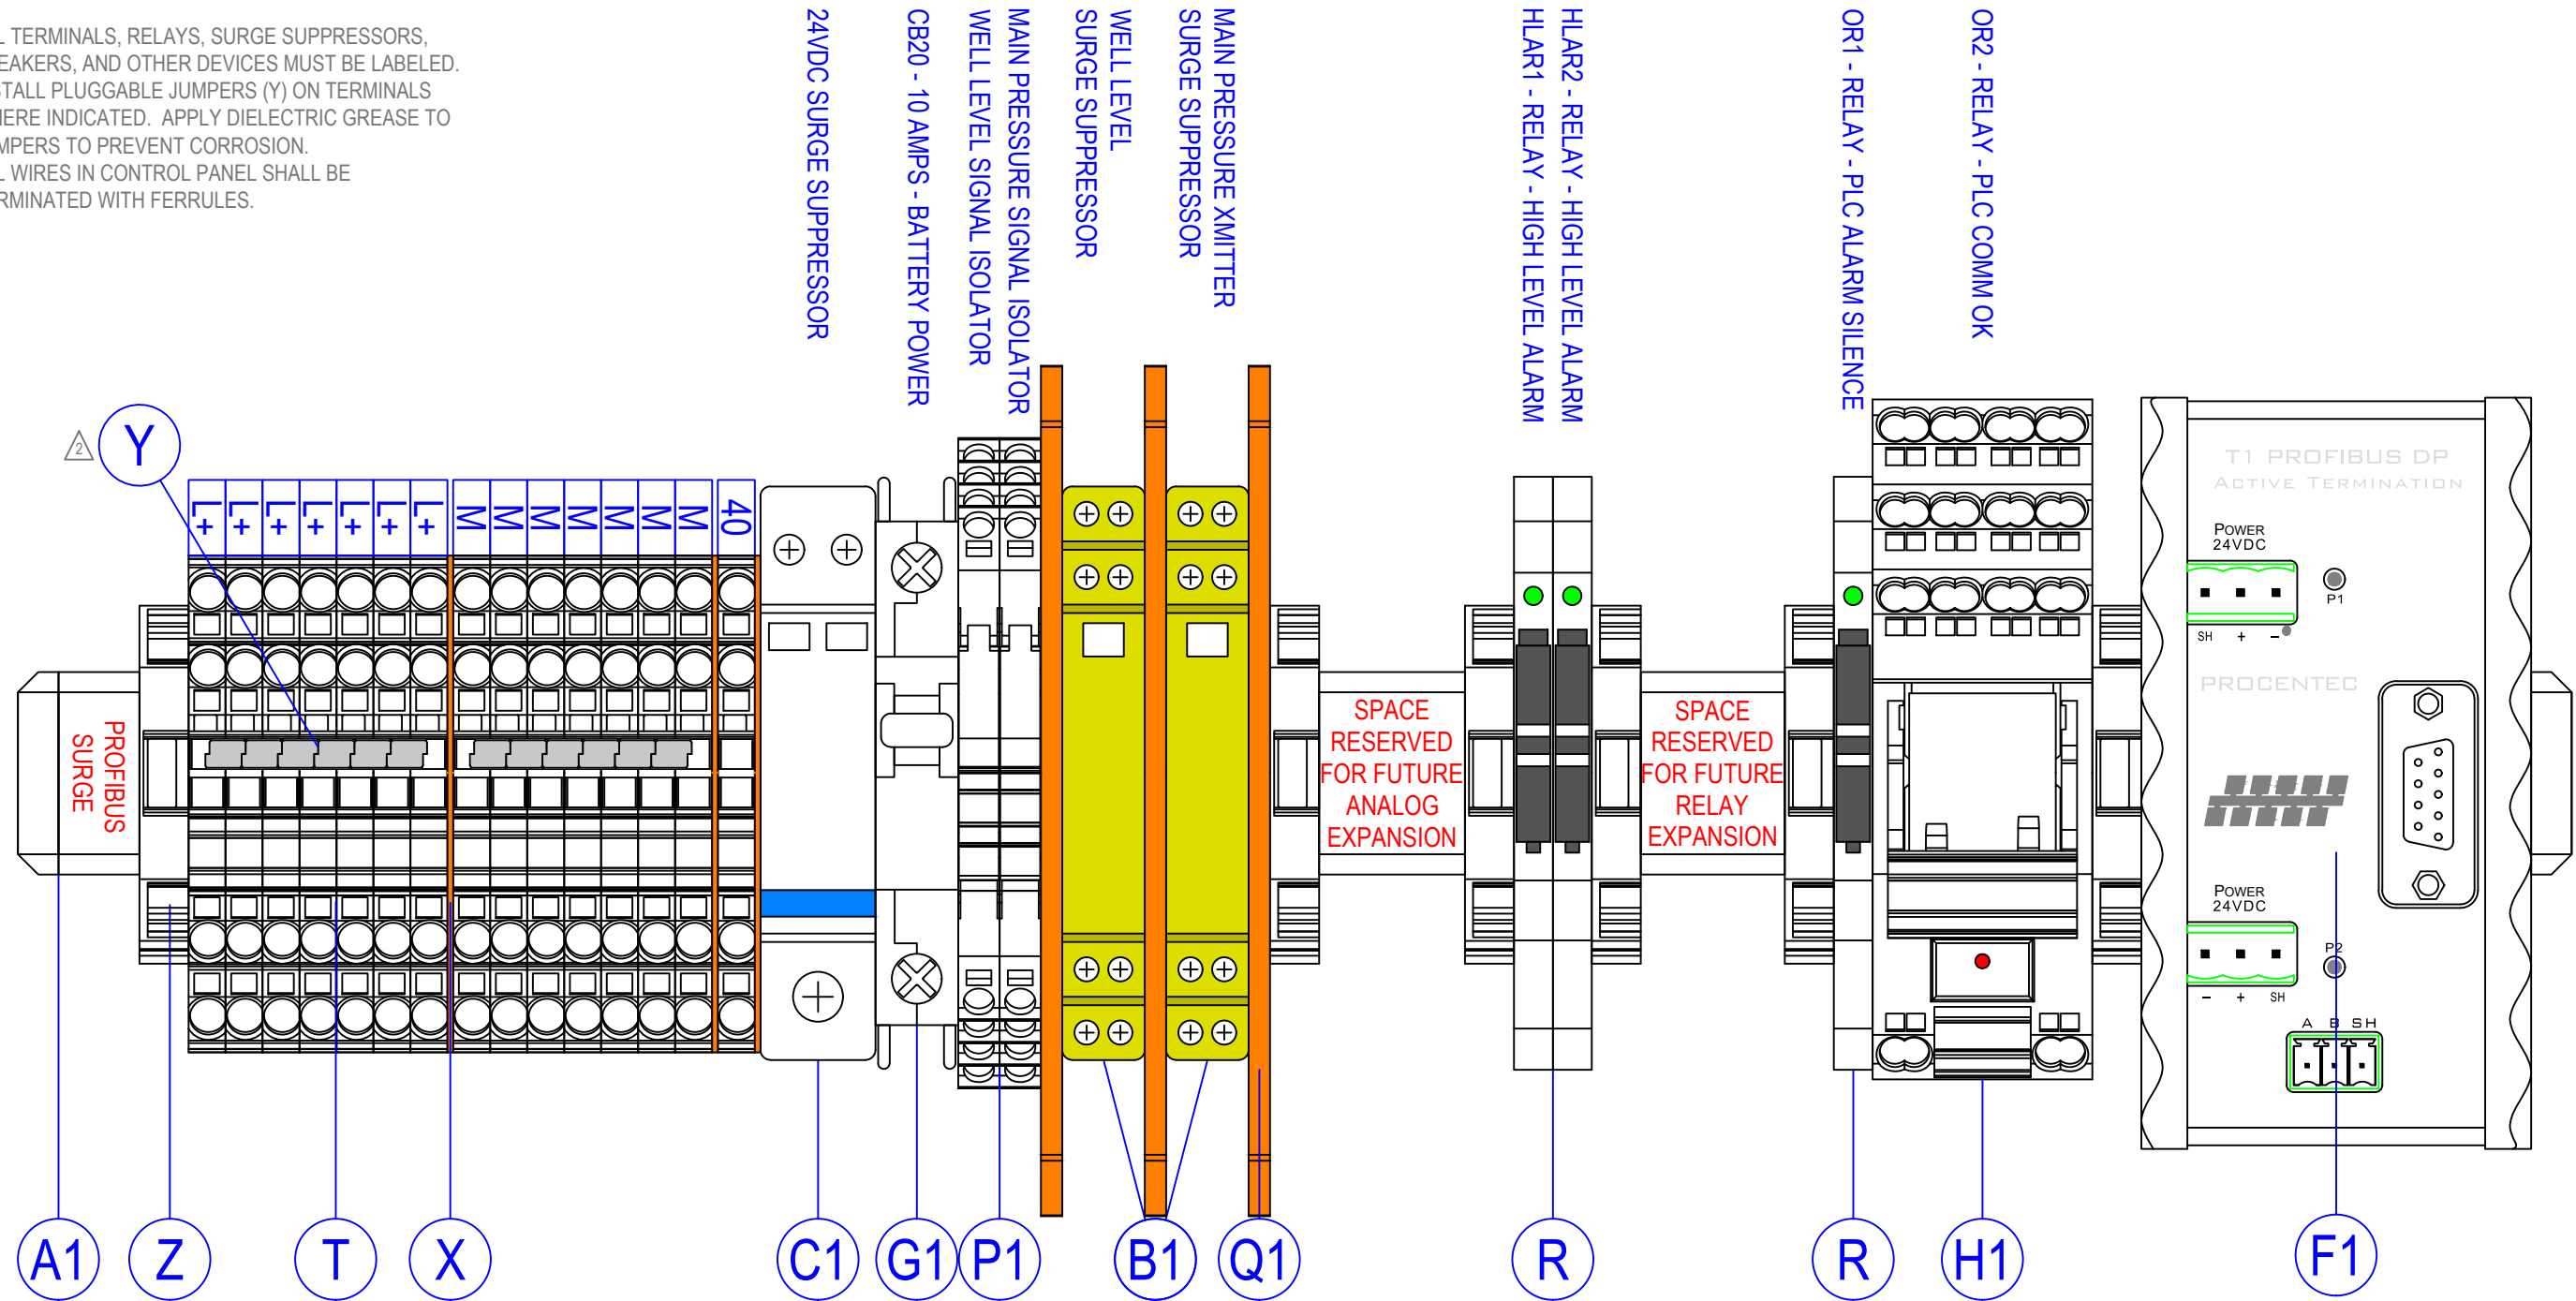 L TERMINALS, RELAYS, SURGE SUPPRESSORS,
EAKERS, AND OTHER DEVICES MUST BE LABELED.
STALL PLUGGABLE JUMPERS (Y) ON TERMINALS
HERE INDICATED. APPLY DIELECTRIC GREASE TO
MPERS TO PREVENT CORROSION.
L WIRES IN CONTROL PANEL SHALL BE
RMINATED WITH FERRULES.
24VDC SURGE SUPPRESSOR
CB20 - 10 AMPS - BATTERY POWER
MAIN PRESSURE SIGNAL ISOLATOR
WELL LEVEL SIGNAL ISOLATOR
WELL LEVEL
SURGE SUPPRESSOR
MAIN PRESSURE XMITTER
SURGE SUPPRESSOR
HLAR2 - RELAY - HIGH LEVEL ALARM
HLAR1 - RELAY - HIGH LEVEL ALARM
OR1 - RELAY - PLC ALARM SILENCE
OR2 - RELAY - PLC COMM OK
2
Y
L+
L+
L+
L+
L+
L+
L+
M
M
M
M
M
M
M
40
PROFIBUS
SURGE
SPACE
RESERVED
FOR FUTURE
ANALOG
EXPANSION
SPACE
RESERVED
FOR FUTURE
RELAY
EXPANSION
T1 PROFIBUS DP
ACTIVE TERMINATION
POWER
24VDC
P1
SH + -
PROCENTEC
POWER
24VDC
P2
- + SH
A B SH
A1
Z
T
X
C1
G1
P1
B1
Q1
R
R
H1
F1